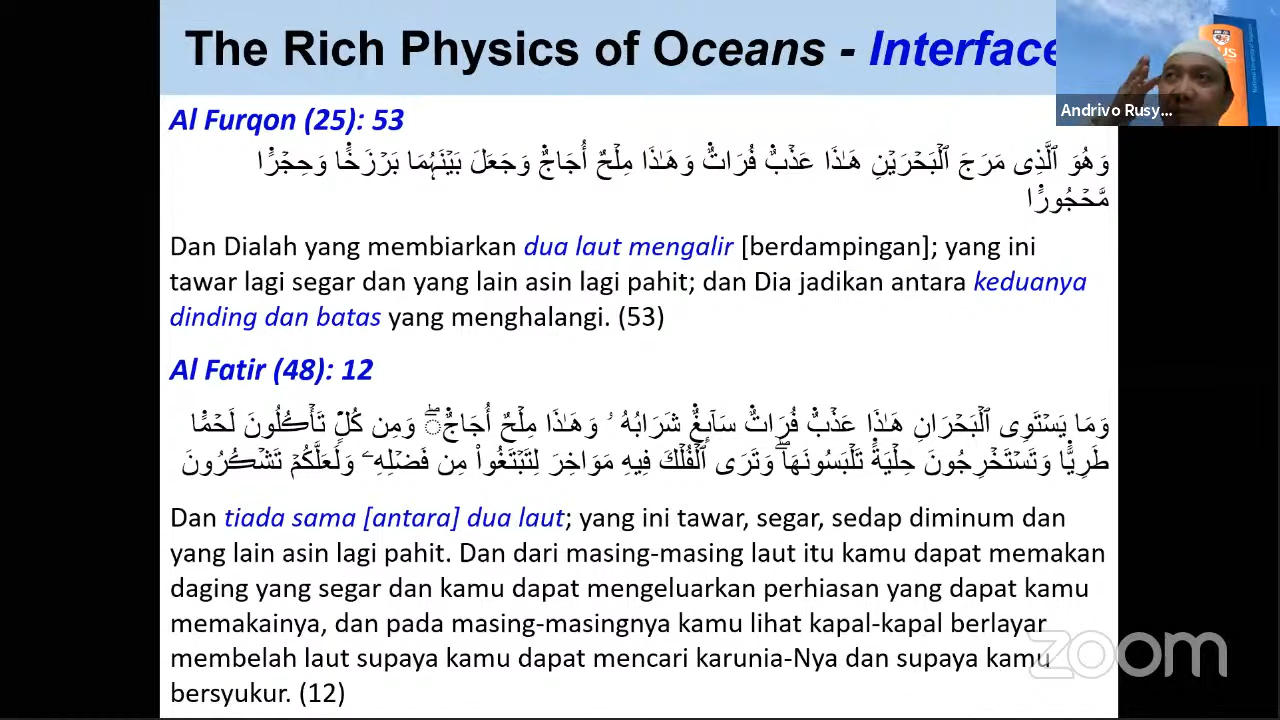 The Rich Physics of Oceans - Interface
Andrivo Rusy...
Al Furqon (25): 53
وَهُوَ ٱلَّذِى مَرَجَ ٱلْبَحْرَيْنِ هَـٰذَا عَذْبٌ فُرَاتٌ وَهَـٰذَا مِلْحٌ أُجَاجٌ وَجَعَلَ بَيْنَهُمَا بَرْزَخًا وَحِجْرًا
مَّحْجُورًا
Dan Dialah yang membiarkan dua laut mengalir [berdampingan]; yang ini
tawar lagi segar dan yang lain asin lagi pahit; dan Dia jadikan antara keduanya
dinding dan batas yang menghalangi. (53)
Al Fatir (48): 12
وَمَا يَسْتَوِى ٱلْبَحْرَانِ هَـٰذَا عَذْبٌ فُرَاتٌ سَآئِغٌ شَرَابُهُۥ وَهَـٰذَا مِلْحٌ أُجَاجٌۖ وَمِن كُلٍّ تَأْكُلُونَ لَحْمًا
طَرِيًّا وَتَسْتَخْرِجُونَ حِلْيَةً تَلْبَسُونَهَاۖ وَتَرَى ٱلْفُلْكَ فِيهِ مَوَاخِرَ لِتَبْتَغُوا۟ مِن فَضْلِهِۦ وَلَعَلَّكُمْ تَشْكُرُونَ
Dan tiada sama [antara] dua laut; yang ini tawar, segar, sedap diminum dan
yang lain asin lagi pahit. Dan dari masing-masing laut itu kamu dapat memakan
daging yang segar dan kamu dapat mengeluarkan perhiasan yang dapat kamu
memakainya, dan pada masing-masingnya kamu lihat kapal-kapal berlayar
membelah laut supaya kamu dapat mencari karunia-Nya dan supaya kamu
bersyukur. (12)
zoom